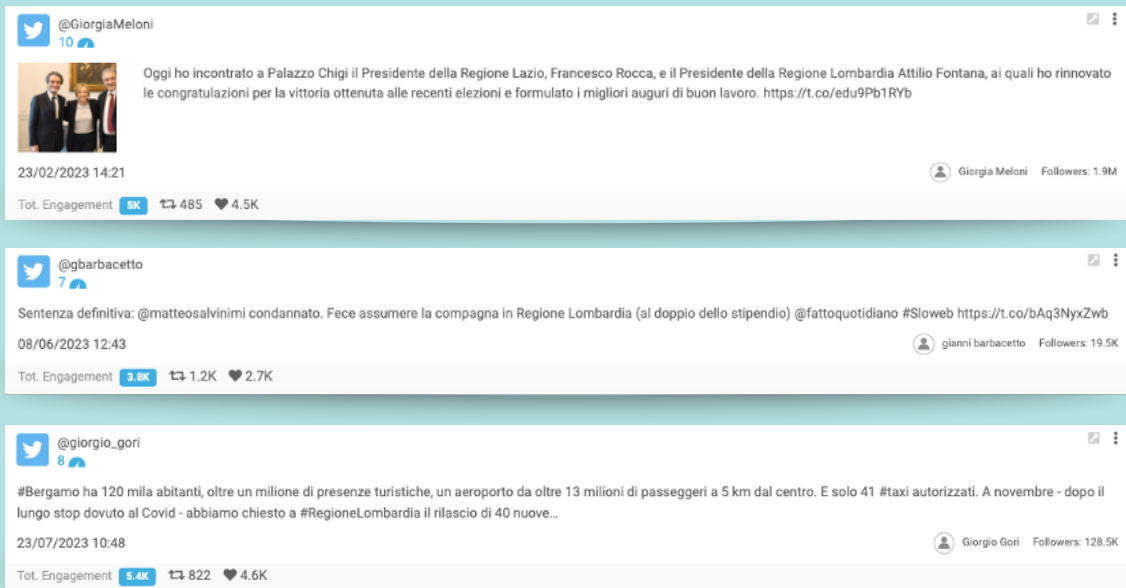 @GiorgiaMeloni
10
Oggi ho incontrato a Palazzo Chigi il Presidente della Regione Lazio, Francesco Rocca, e il Presidente della Regione Lombardia Attilio Fontana, ai quali ho rinnovato
le congratulazioni per la vittoria ottenuta alle recenti elezioni e formulato i migliori auguri di buon lavoro. https://t.co/edu9Pb1RYb
23/02/2023 14:21 Giorgia Meloni Followers: 1.9M
Tot. Engagement 5K 485 4.5K
@gbarbacetto
7
Sentenza definitiva: @matteosalvinimi condannato. Fece assumere la compagna in Regione Lombardia (al doppio dello stipendio) @fattoquotidiano #Sloweb https://t.co/bAq3NyxZwb
08/06/2023 12:43 gianni barbacetto Followers: 19.5K
Tot. Engagement 3.8K 1.2K 2.7K
@giorgio_gori
8
#Bergamo ha 120 mila abitanti, oltre un milione di presenze turistiche, un aeroporto da oltre 13 milioni di passeggeri a 5 km dal centro. E solo 41 #taxi autorizzati. A novembre - dopo il
lungo stop dovuto al Covid - abbiamo chiesto a #RegioneLombardia il rilascio di 40 nuove...
23/07/2023 10:48 Giorgio Gori Followers: 128.5K
Tot. Engagement 5.4K 822 4.6K